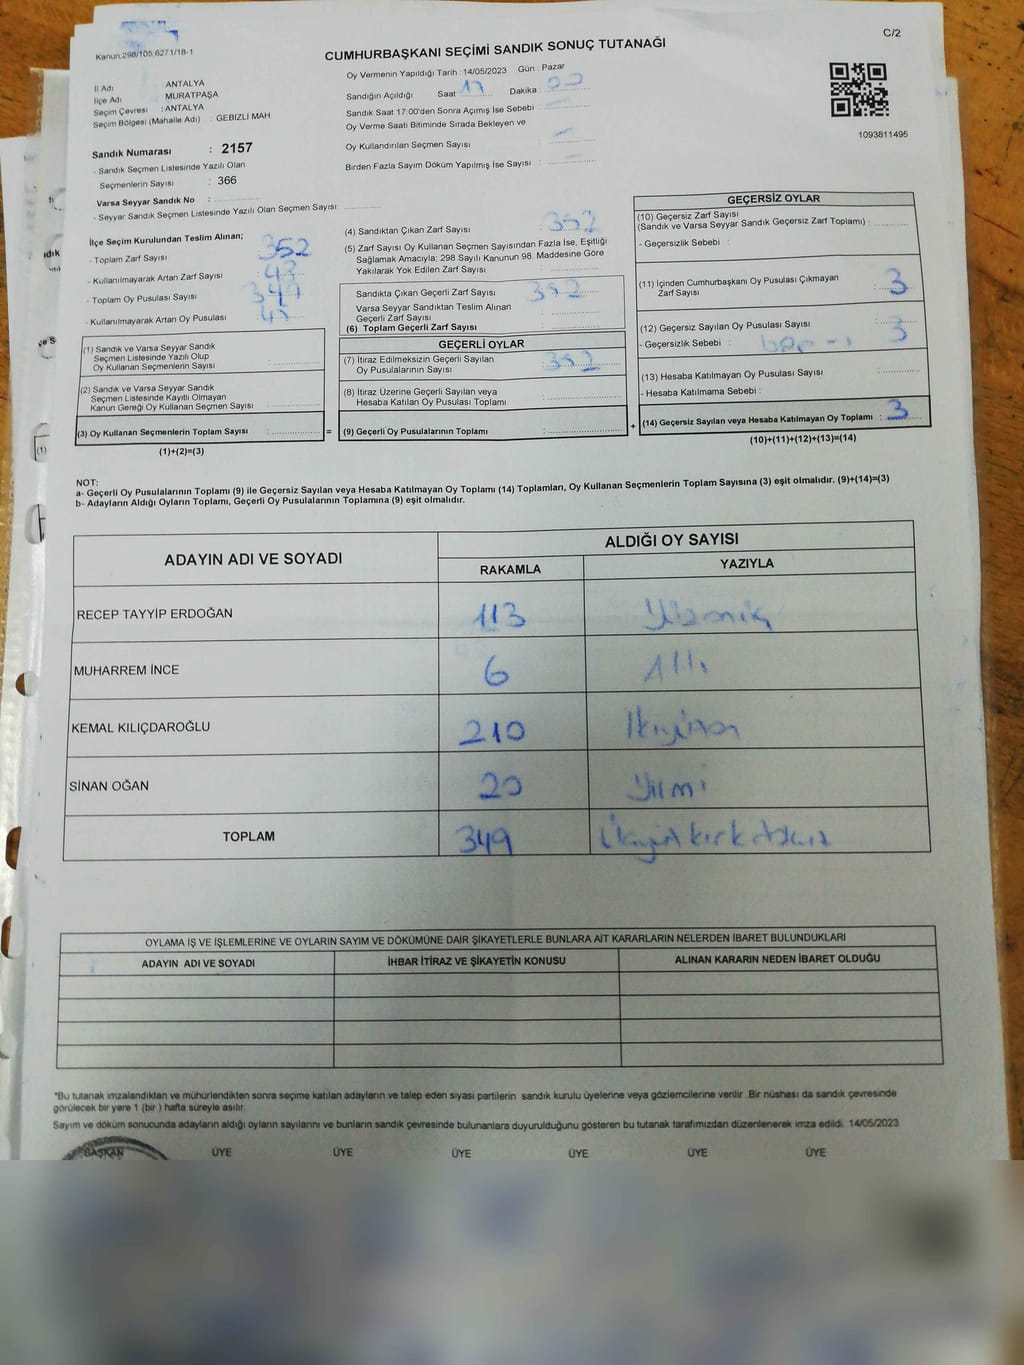 Kanun.298/105,6271/18-1
C/2
CUMHURBAŞKANI SEÇİMİ SANDIK SONUÇ TUTANAĞI
İl Adı : ANTALYA
İlçe Adı : MURATPAŞA
Seçim Çevresi : ANTALYA
Seçim Bölgesi (Mahalle Adı) : GEBİZLİ MAH
Sandık Numarası : 2157
- Sandık Seçmen Listesinde Yazılı Olan
Seçmenlerin Sayısı : 366
Varsa Seyyar Sandık No :
- Seyyar Sandık Seçmen Listesinde Yazılı Olan Seçmen Sayısı:
Oy Vermenin Yapıldığı Tarih : 14/05/2023 Gün : Pazar
Sandığın Açıldığı Saat 17 Dakika : 00
Sandık Saat 17:00'den Sonra Açımış İse Sebebi :
Oy Verme Saati Bitiminde Sırada Bekleyen ve
Oy Kullandırılan Seçmen Sayısı : -
Birden Fazla Sayım Döküm Yapılmış İse Sayısı : -
1093811495
İlçe Seçim Kurulundan Teslim Alınan;
- Toplam Zarf Sayısı : 352
- Kullanılmayarak Artan Zarf Sayısı :
- Toplam Oy Pusulası Sayısı :
- Kullanılmayarak Artan Oy Pusulası :
(1) Sandık ve Varsa Seyyar Sandık
Seçmen Listesinde Yazılı Olup
Oy Kullanan Seçmenlerin Sayısı :
(2) Sandık ve Varsa Seyyar Sandık
Seçmen Listesinde Kayıtlı Olmayan
Kanun Gereği Oy Kullanan Seçmen Sayısı :
(3) Oy Kullanan Seçmenlerin Toplam Sayısı : =
(1)+(2)=(3)
(4) Sandıktan Çıkan Zarf Sayısı : 352
(5) Zarf Sayısı Oy Kullanan Seçmen Sayısından Fazla İse, Eşitliği
Sağlamak Amacıyla; 298 Sayılı Kanunun 98. Maddesine Göre
Yakılarak Yok Edilen Zarf Sayısı :
Sandıkta Çıkan Geçerli Zarf Sayısı : 352
Varsa Seyyar Sandıktan Teslim Alınan
Geçerli Zarf Sayısı :
(6) Toplam Geçerli Zarf Sayısı :
GEÇERLİ OYLAR
(7) İtiraz Edilmeksizin Geçerli Sayılan
Oy Pusulalarının Sayısı : 352
(8) İtiraz Üzerine Geçerli Sayılan veya
Hesaba Katılan Oy Pusulası Toplamı :
(9) Geçerli Oy Pusulalarının Toplamı : +
GEÇERSİZ OYLAR
(10) Geçersiz Zarf Sayısı
(Sandık ve Varsa Seyyar Sandık Geçersiz Zarf Toplamı) :
- Geçersizlik Sebebi :
(11) İçinden Cumhurbaşkanı Oy Pusulası Çıkmayan
Zarf Sayısı : 3
(12) Geçersiz Sayılan Oy Pusulası Sayısı : 3
- Geçersizlik Sebebi :
(13) Hesaba Katılmayan Oy Pusulası Sayısı :
- Hesaba Katılmama Sebebi :
(14) Geçersiz Sayılan veya Hesaba Katılmayan Oy Toplamı : 3
(10)+(11)+(12)+(13)=(14)
NOT:
a- Geçerli Oy Pusulalarının Toplamı (9) ile Geçersiz Sayılan veya Hesaba Katılmayan Oy Toplamı (14) Toplamları, Oy Kullanan Seçmenlerin Toplam Sayısına (3) eşit olmalıdır. (9)+(14)=(3)
b- Adayların Aldığı Oyların Toplamı, Geçerli Oy Pusulalarının Toplamına (9) eşit olmalıdır.
ADAYIN ADI VE SOYADI ALDIĞI OY SAYISI
RAKAMLA YAZIYLA
RECEP TAYYİP ERDOĞAN 113
MUHARREM İNCE 6 Altı
KEMAL KILIÇDAROĞLU 210 İkiyüzon
SİNAN OĞAN 20 Yirmi
TOPLAM 349
OYLAMA İŞ VE İŞLEMLERİNE VE OYLARIN SAYIM VE DÖKÜMÜNE DAİR ŞİKAYETLERLE BUNLARA AİT KARARLARIN NELERDEN İBARET BULUNDUKLARI
ADAYIN ADI VE SOYADI İHBAR İTİRAZ VE ŞİKAYETİN KONUSU ALINAN KARARIN NEDEN İBARET OLDUĞU
"Bu tutanak imzalandıktan ve mühürlendikten sonra seçime katılan adayların ve talep eden siyasi partilerin sandık kurulu üyelerine veya gözlemcilerine verilir. Bir nüshası da sandık çevresinde
görülecek bir yere 1 (bir ) hafta süreyle asılır.
Sayım ve döküm sonucunda adayların aldığı oyların sayılarını ve bunların sandık çevresinde bulunanlara duyurulduğunu gösteren bu tutanak tarafımızdan düzenlenerek imza edildi. 14/05/2023
BAŞKAN ÜYE ÜYE ÜYE ÜYE ÜYE ÜYE